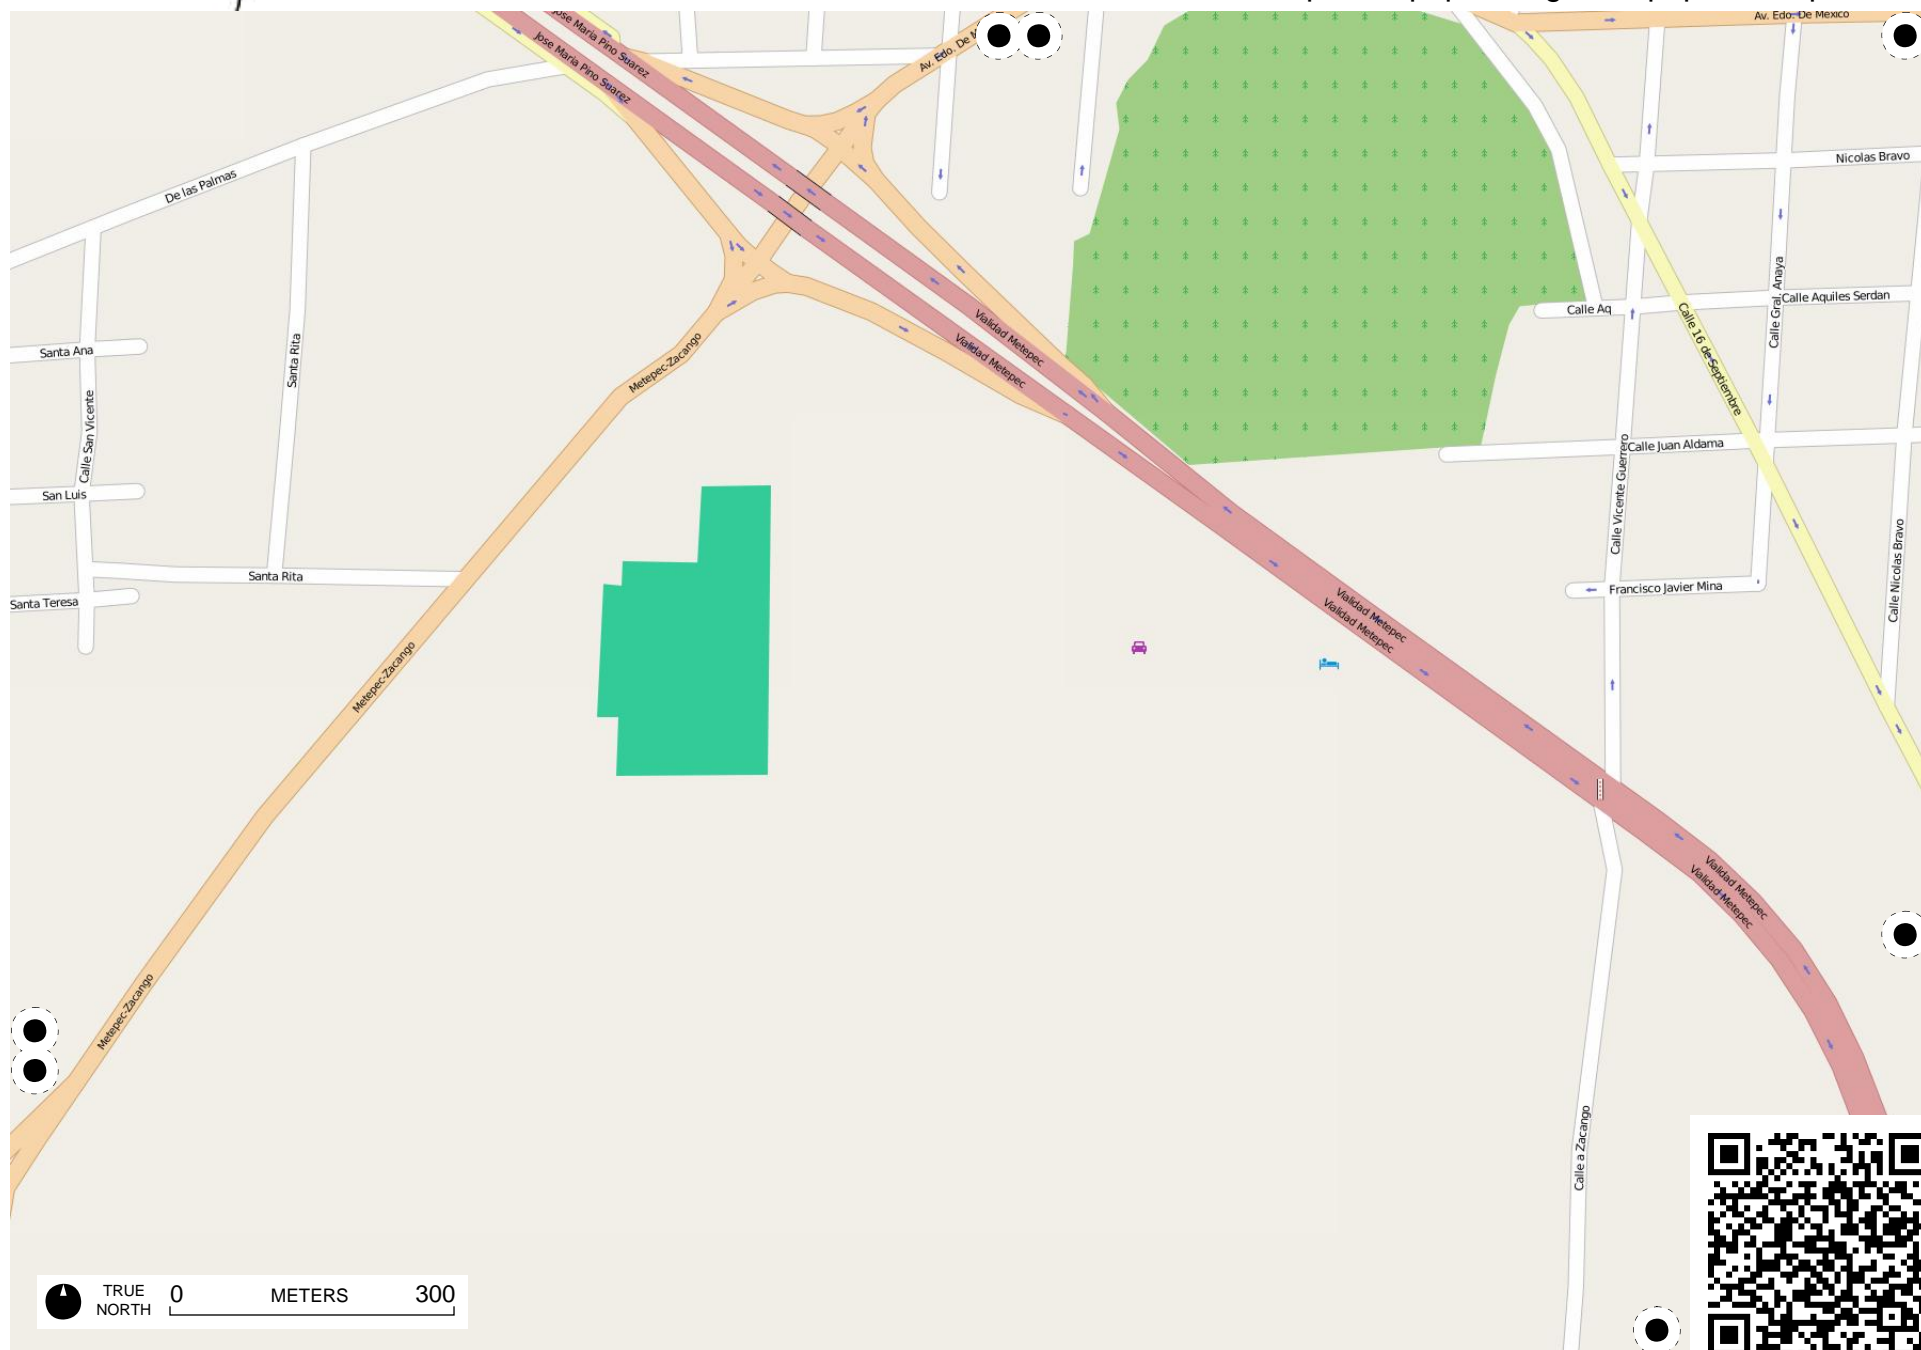 Jose Maria Pino Suarez
Jose Maria Pino Suarez
Av. Edo. De
Av. Edo. De Mexico
De las Palmas
Nicolas Bravo
Santa Ana
Santa Rita
Calle San Vicente
San Luis
Santa Rita
Santa Teresa
Metepec-Zacango
Vialidad Metepec
Vialidad Metepec
Calle Aq
Calle Aquiles Serdan
Calle Gral. Anaya
Calle 16 de Septiembre
Calle Juan Aldama
Calle Vicente Guerrero
Francisco Javier Mina
Calle Nicolas Bravo
Vialidad Metepec
Vialidad Metepec
Metepec-Zacango
Vialidad Metepec
Vialidad Metepec
Metepec-Zacango
Calle a Zacango
TRUE
NORTH
0 METERS 300